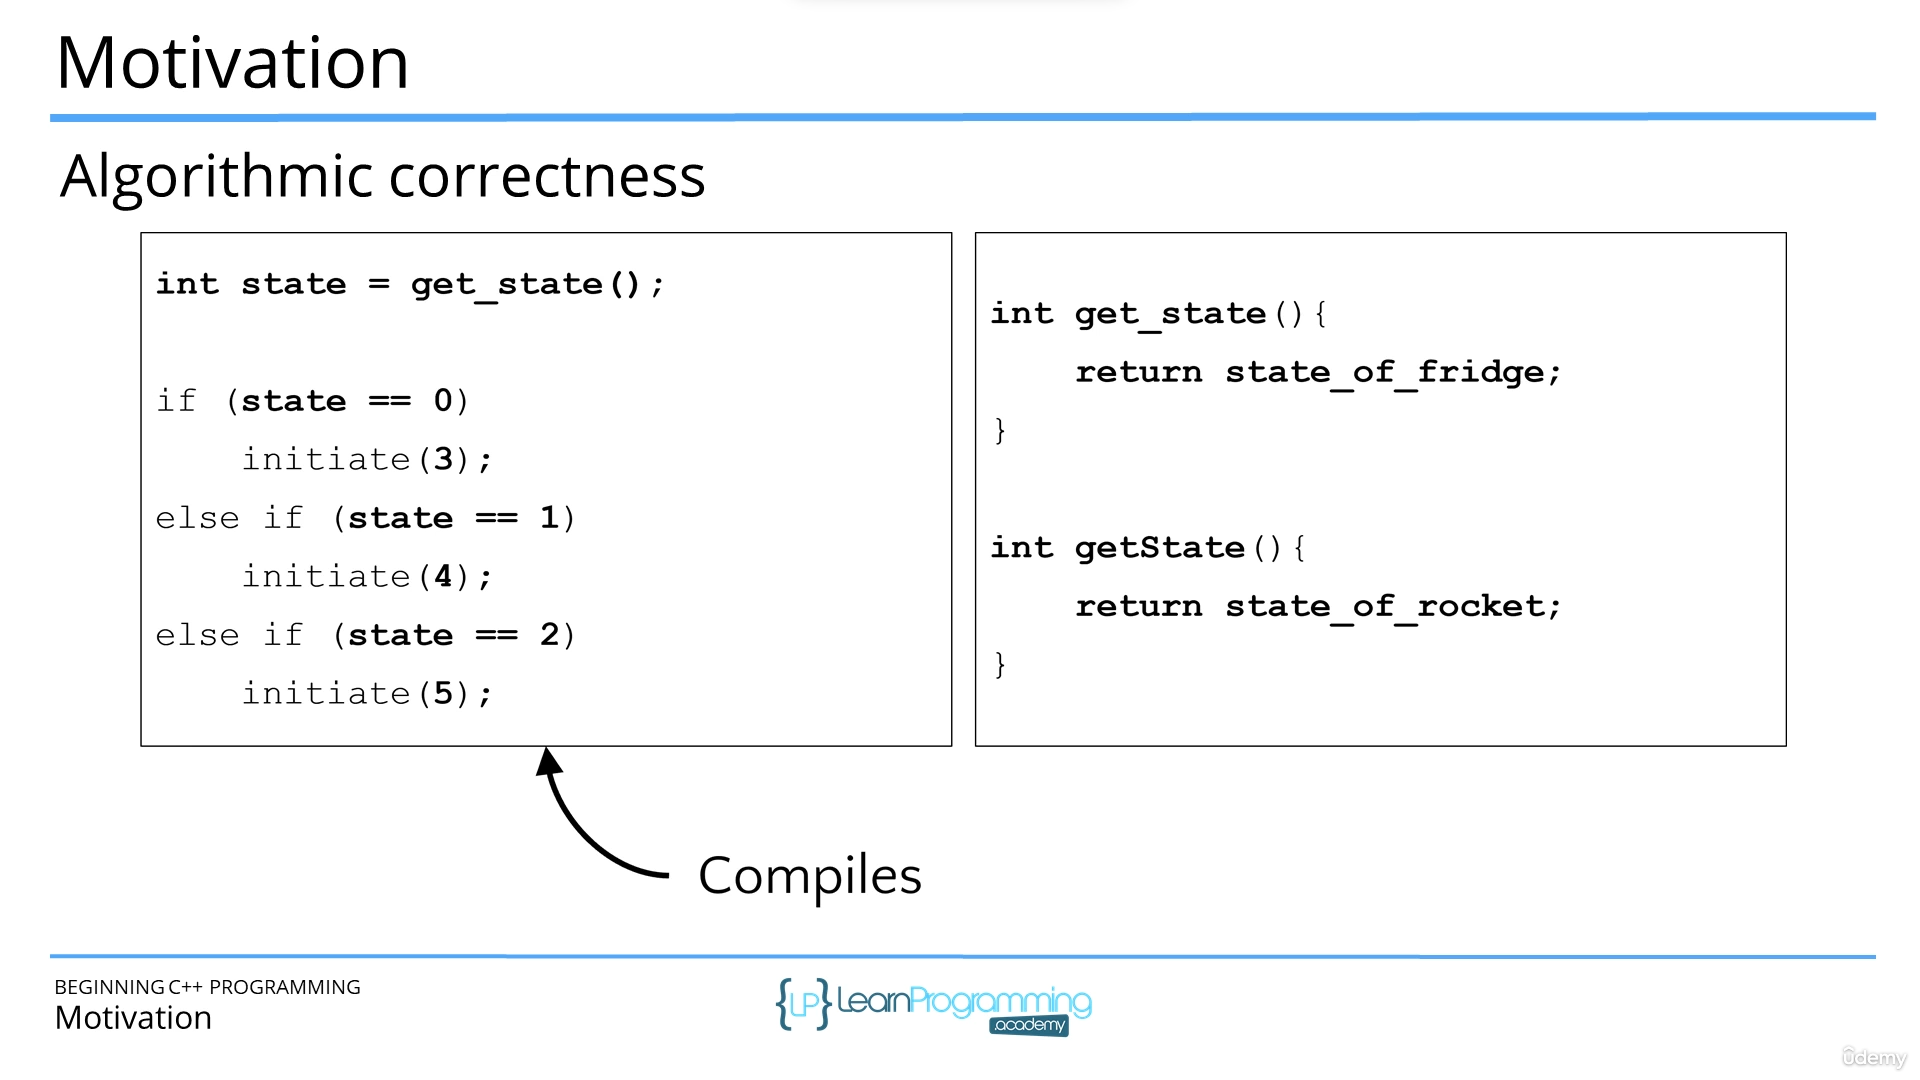 Motivation
Algorithmic correctness
int state = get_state();
if (state == 0)
    initiate(3);
else if (state == 1)
    initiate(4);
else if (state == 2)
    initiate(5);
int get_state(){
    return state_of_fridge;
}
int getState(){
    return state_of_rocket;
}
Compiles
BEGINNING C++ PROGRAMMING
Motivation
{LP} LearnProgramming
.academy
ûdemy